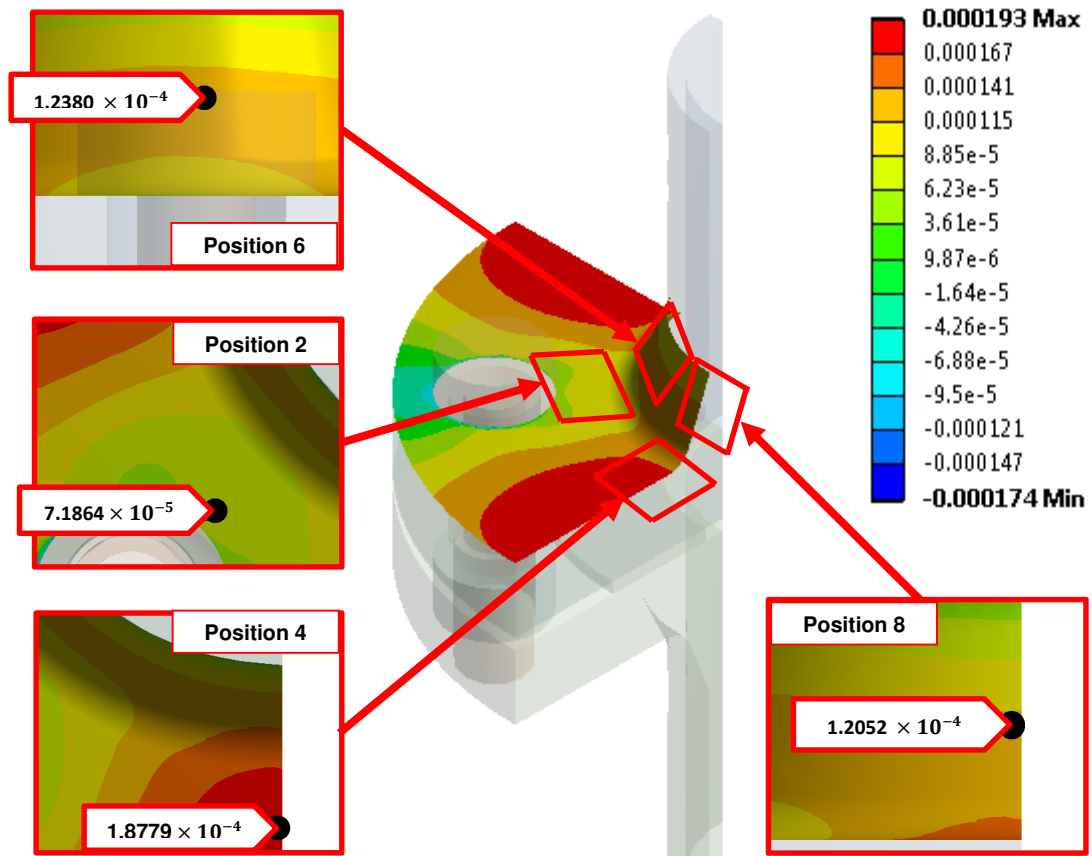 1.2380 × 10⁻⁴
Position 6
Position 2
7.1864 × 10⁻⁵
Position 4
1.8779 × 10⁻⁴
Position 8
1.2052 × 10⁻⁴
0.000193 Max
0.000167
0.000141
0.000115
8.85e-5
6.23e-5
3.61e-5
9.87e-6
-1.64e-5
-4.26e-5
-6.88e-5
-9.5e-5
-0.000121
-0.000147
-0.000174 Min